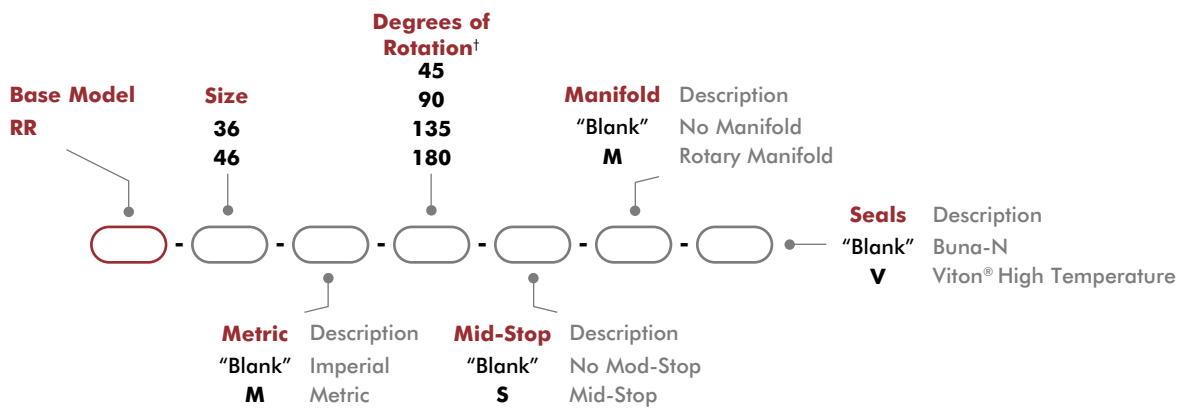 Degrees of
Rotation†
45
90
135
180
Base Model
RR
Size
36
46
Manifold Description
"Blank" No Manifold
M Rotary Manifold
- - - - - -
Seals Description
"Blank" Buna-N
V Viton® High Temperature
Metric Description
"Blank" Imperial
M Metric
Mid-Stop Description
"Blank" No Mod-Stop
S Mid-Stop